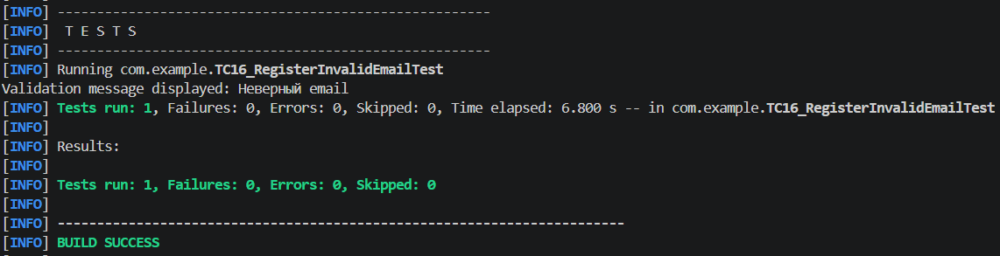 [INFO] -------------------------------------------------------
[INFO]  T E S T S
[INFO] -------------------------------------------------------
[INFO] Running com.example.TC16_RegisterInvalidEmailTest
Validation message displayed: Неверный email
[INFO] Tests run: 1, Failures: 0, Errors: 0, Skipped: 0, Time elapsed: 6.800 s -- in com.example.TC16_RegisterInvalidEmailTest
[INFO]
[INFO] Results:
[INFO]
[INFO] Tests run: 1, Failures: 0, Errors: 0, Skipped: 0
[INFO]
[INFO] ------------------------------------------------------------------------
[INFO] BUILD SUCCESS